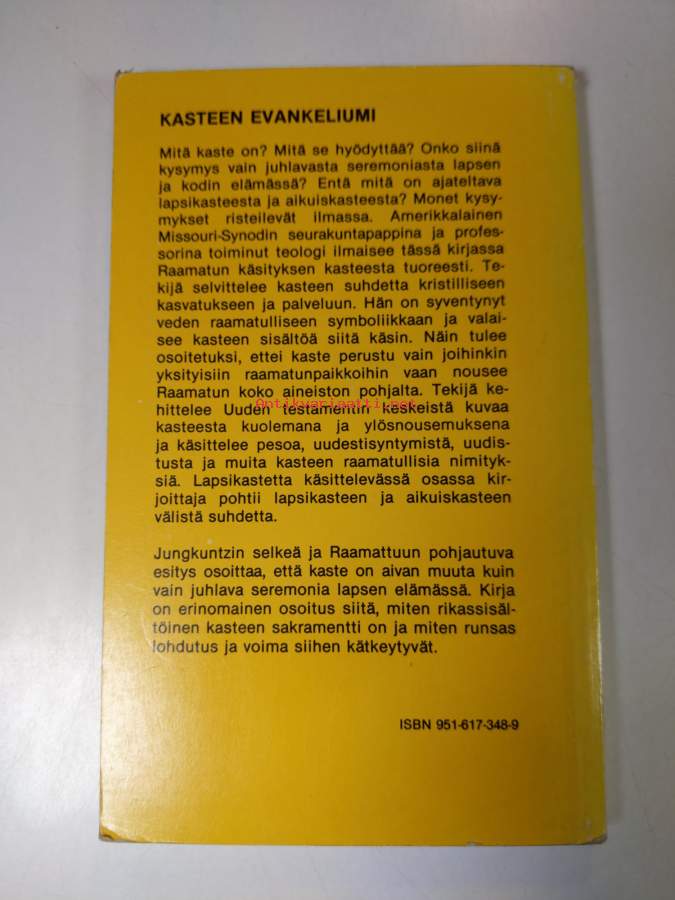 KASTEEN EVANKELIUMI
Mitä kaste on? Mitä se hyödyttää? Onko siinä
kysymys vain juhlavasta seremoniasta lapsen
ja kodin elämässä? Entä mitä on ajateltava
lapsikasteesta ja aikuiskasteesta? Monet kysy-
mykset risteilevät ilmassa. Amerikkalainen
Missouri-Synodin seurakuntapappina ja profes-
sorina toiminut teologi ilmaisee tässä kirjassa
Raamatun käsityksen kasteesta tuoreesti. Te-
kijä selvittelee kasteen suhdetta kristilliseen
kasvatukseen ja palveluun. Hän on syventynyt
veden raamatulliseen symboliikkaan ja valai-
see kasteen sisältöä siitä käsin. Näin tulee
osoitetuksi, ettei kaste perustu vain joihinkin
yksityisiin raamatunpaikkoihin vaan nousee
Raamatun koko aineiston pohjalta. Tekijä ke-
Antikvariaatti.net
hittelee Uuden testamentin keskeistä kuvaa
kasteesta kuolemana ja ylösnousemuksena
ja käsittelee pesoa, uudestisyntymistä, uudis-
tusta ja muita kasteen raamatullisia nimityk-
siä. Lapsikastetta käsittelevässä osassa kir-
joittaja pohtii lapsikasteen ja aikuiskasteen
välistä suhdetta.
Jungkuntzin selkeä ja Raamattuun pohjautuva
esitys osoittaa, että kaste on aivan muuta kuin
vain juhlava seremonia lapsen elämässä. Kirja
on erinomainen osoitus siitä, miten rikassisäl-
töinen kasteen sakramentti on ja miten runsas
lohdutus ja voima siihen kätkeytyvät.
ISBN 951-617-348-9